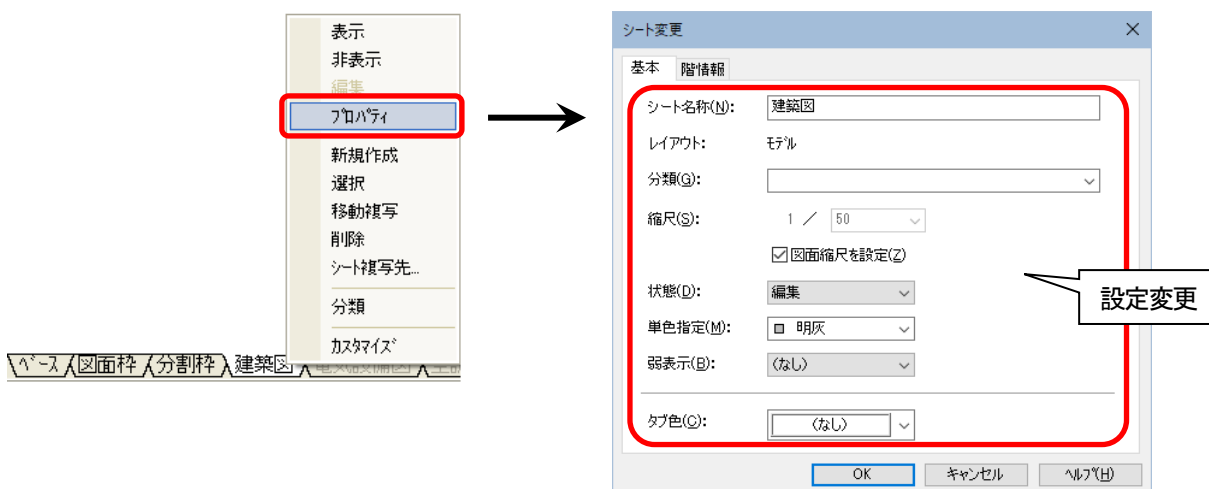 表示
非表示
編集
ﾌﾟﾛﾊﾟﾃｨ
新規作成
選択
移動複写
削除
ｼｰﾄ複写先...
分類
ｶｽﾀﾏｲｽﾞ
ﾍﾞｰｽ 図面枠 分割枠 建築図 電気設備図
シート変更
基本 階情報
シート名称(N): 建築図
レイアウト: ﾓﾃﾞﾙ
分類(G):
縮尺(S): 1 ／ 50
図面縮尺を設定(Z)
状態(D): 編集
単色指定(M): 明灰
弱表示(B): (なし)
タブ色(C): (なし)
OK キャンセル ﾍﾙﾌﾟ(H)
設定変更